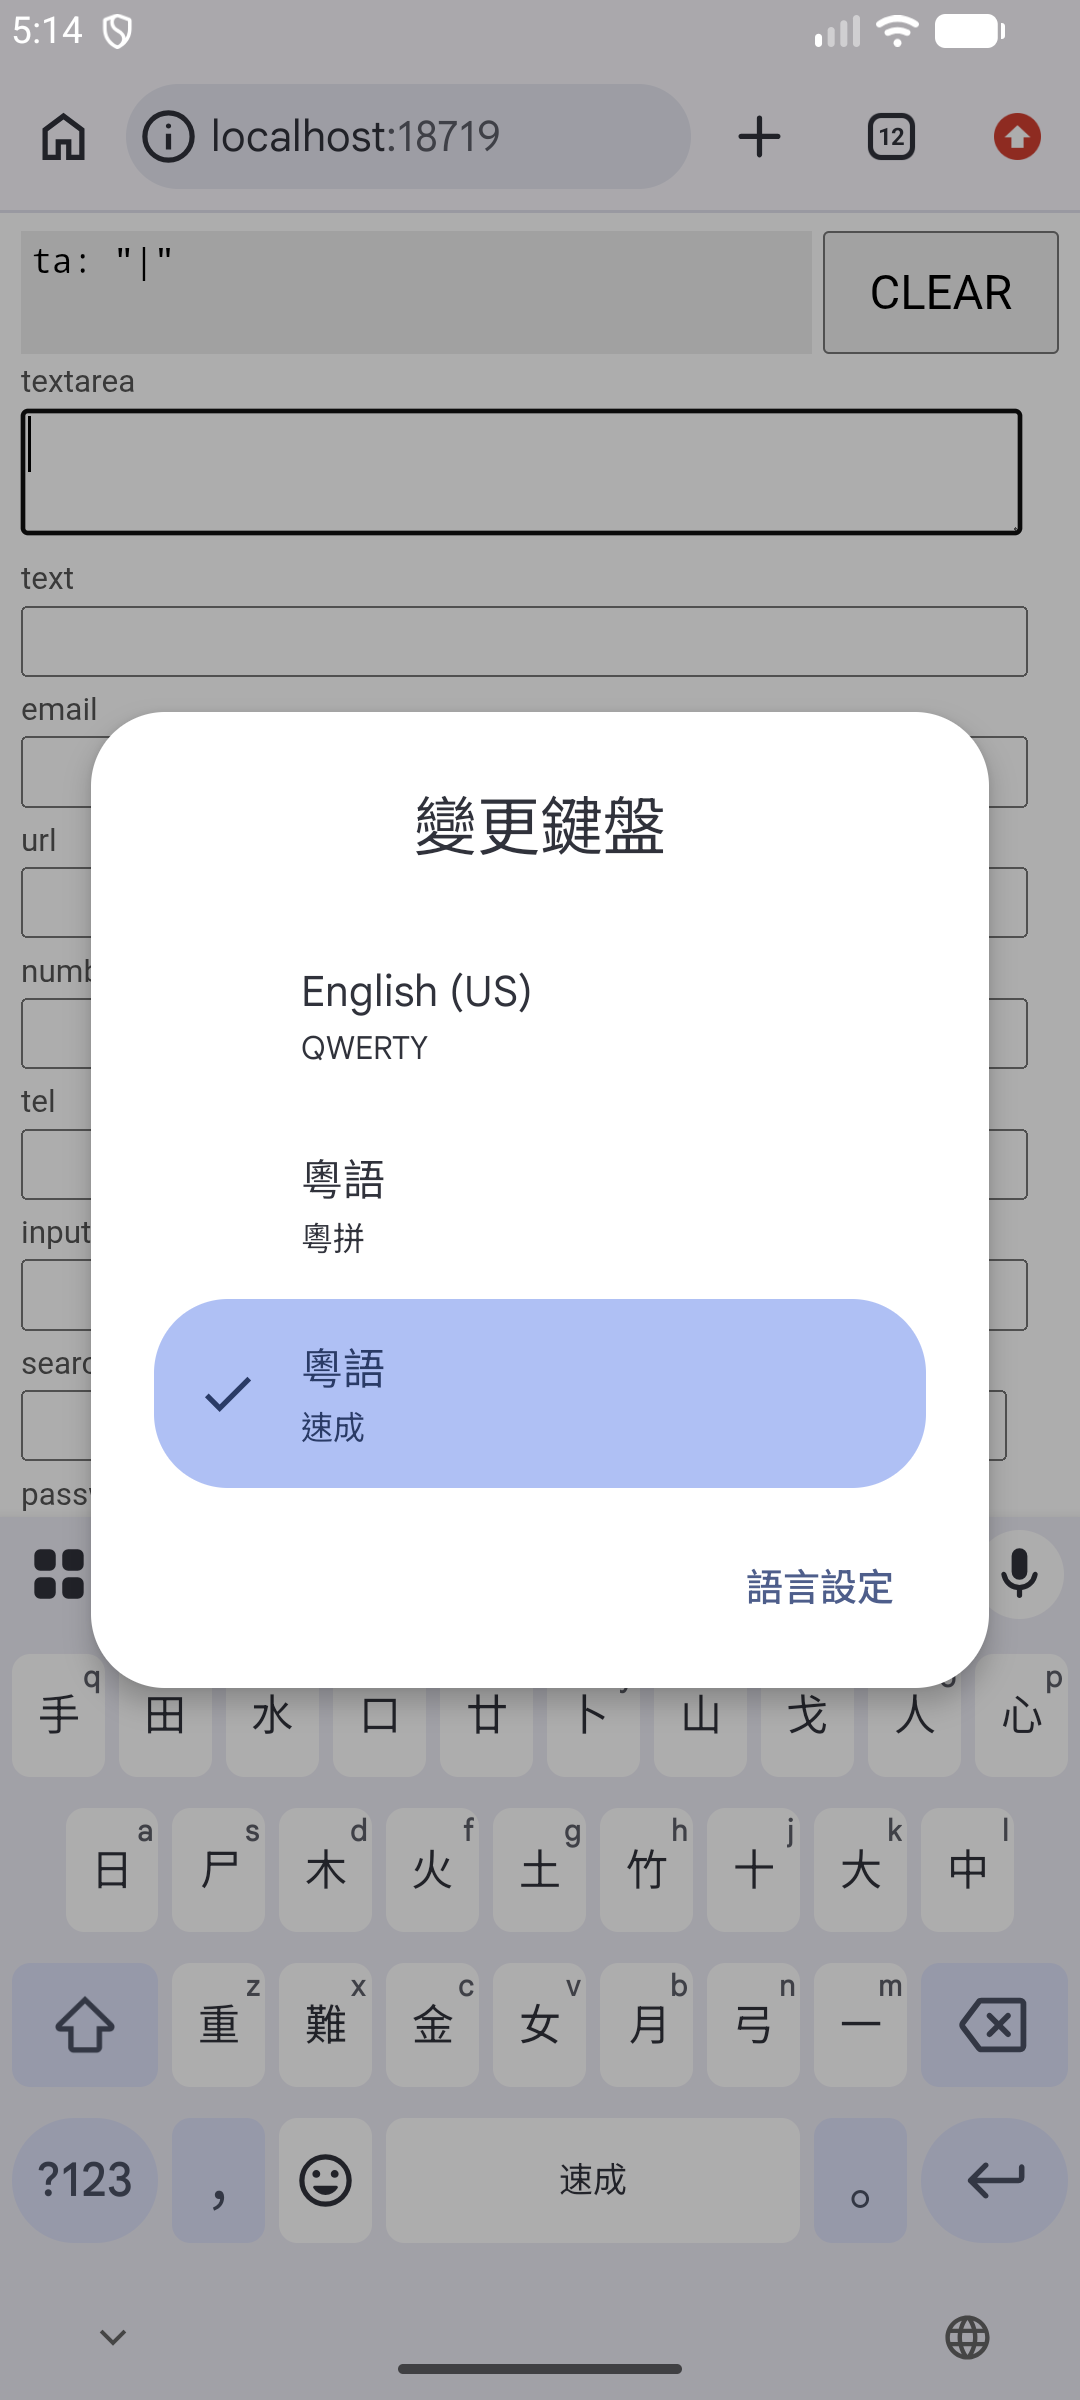 5:14
localhost:18719
12
ta: "|"
CLEAR
textarea
text
email
url
numb
tel
input
searc
變更鍵盤
English (US)
QWERTY
粵語
粵拼
粵語
速成
語言設定
q p
手 田 水 口 廿 卜 山 戈 人 心
a s d f g h j k l
日 尸 木 火 土 竹 十 大 中
z x c v b n m
重 難 金 女 月 弓 一
?123 ， 速成 。